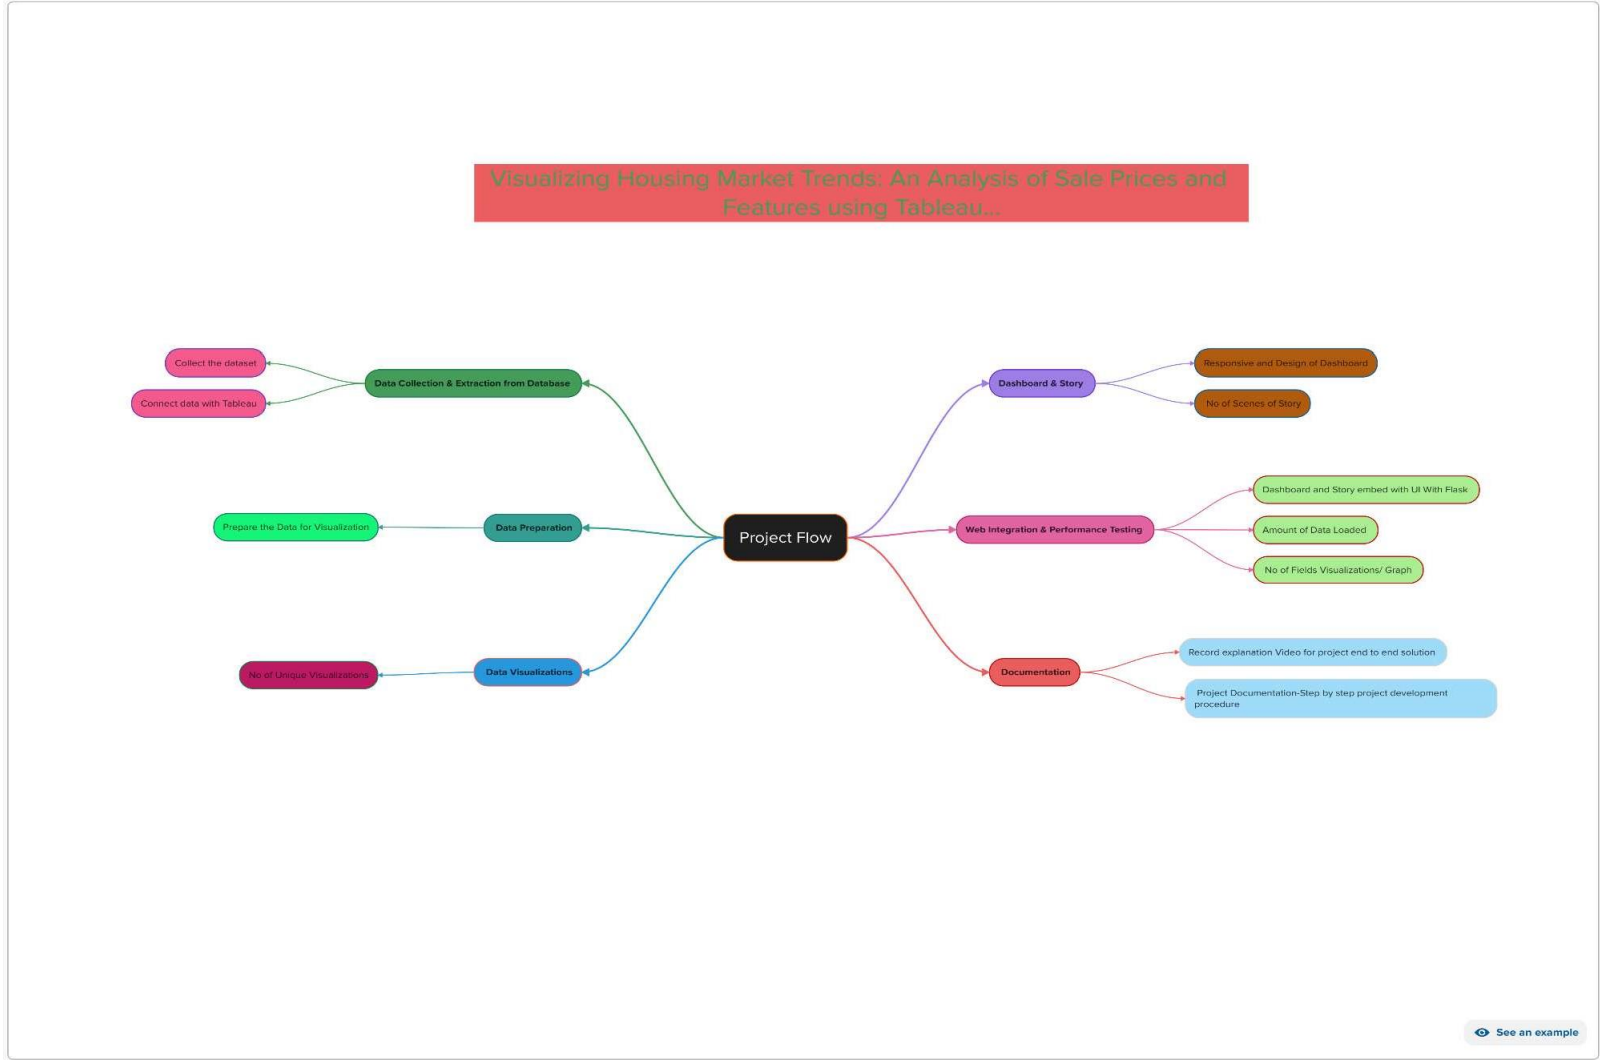 Visualizing Housing Market Trends: An Analysis of Sale Prices and
Features using Tableau...
Collect the dataset
Connect data with Tableau
Data Collection & Extraction from Database
Prepare the Data for Visualization
Data Preparation
No of Unique Visualizations
Data Visualizations
Project Flow
Dashboard & Story
Responsive and Design of Dashboard
No of Scenes of Story
Web Integration & Performance Testing
Dashboard and Story embed with UI With Flask
Amount of Data Loaded
No of Fields Visualizations/ Graph
Documentation
Record explanation Video for project end to end solution
Project Documentation-Step by step project development
procedure
See an example